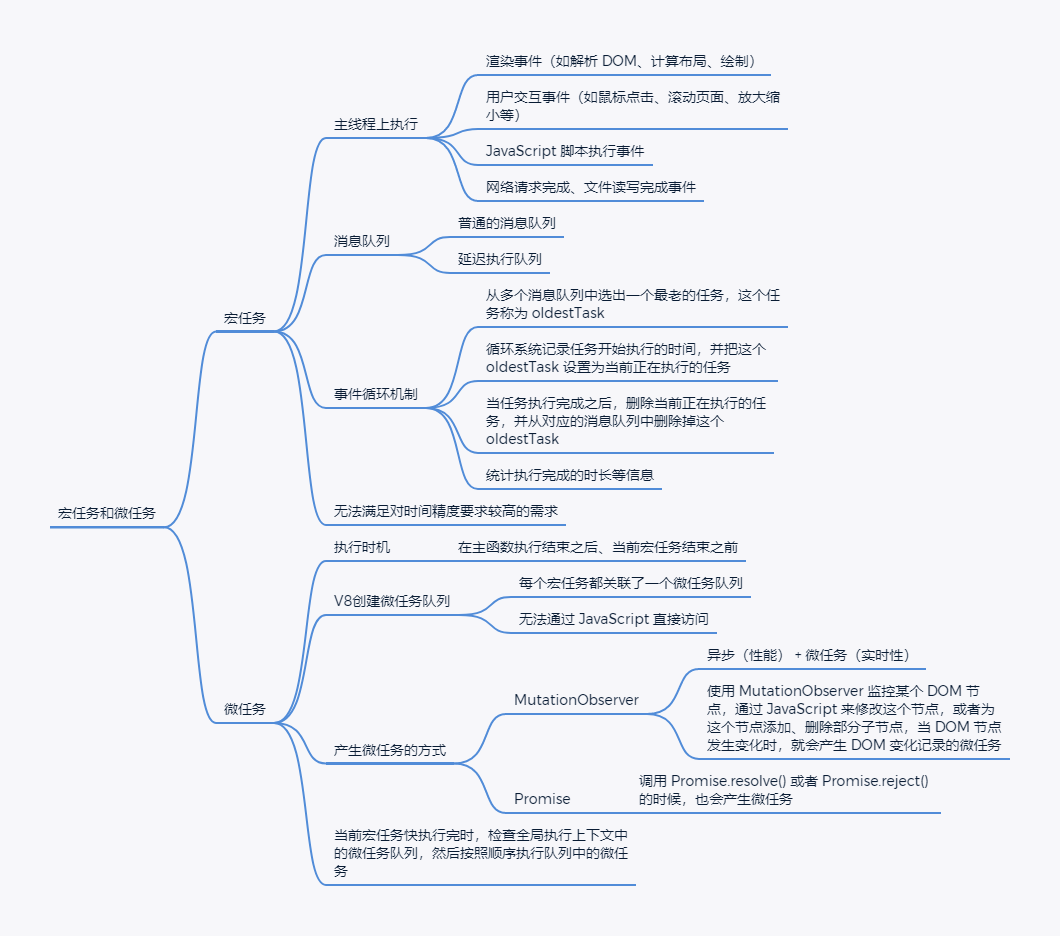 宏任务和微任务
宏任务
主线程上执行
渲染事件（如解析 DOM、计算布局、绘制）
用户交互事件（如鼠标点击、滚动页面、放大缩
小等）
JavaScript 脚本执行事件
网络请求完成、文件读写完成事件
消息队列
普通的消息队列
延迟执行队列
事件循环机制
从多个消息队列中选出一个最老的任务，这个任
务称为 oldestTask
循环系统记录任务开始执行的时间，并把这个
oldestTask 设置为当前正在执行的任务
当任务执行完成之后，删除当前正在执行的任
务，并从对应的消息队列中删除掉这个
oldestTask
统计执行完成的时长等信息
无法满足对时间精度要求较高的需求
微任务
执行时机
在主函数执行结束之后、当前宏任务结束之前
V8创建微任务队列
每个宏任务都关联了一个微任务队列
无法通过 JavaScript 直接访问
产生微任务的方式
MutationObserver
异步（性能） + 微任务（实时性）
使用 MutationObserver 监控某个 DOM 节
点，通过 JavaScript 来修改这个节点，或者为
这个节点添加、删除部分子节点，当 DOM 节点
发生变化时，就会产生 DOM 变化记录的微任务
Promise
调用 Promise.resolve() 或者 Promise.reject()
的时候，也会产生微任务
当前宏任务快执行完时，检查全局执行上下文中
的微任务队列，然后按照顺序执行队列中的微任
务